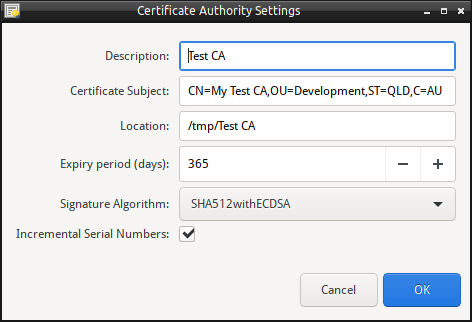 Certificate Authority Settings
Description: Test CA
Certificate Subject: CN=My Test CA,OU=Development,ST=QLD,C=AU
Location: /tmp/Test CA
Expiry period (days): 365
Signature Algorithm: SHA512withECDSA
Incremental Serial Numbers:
Cancel OK